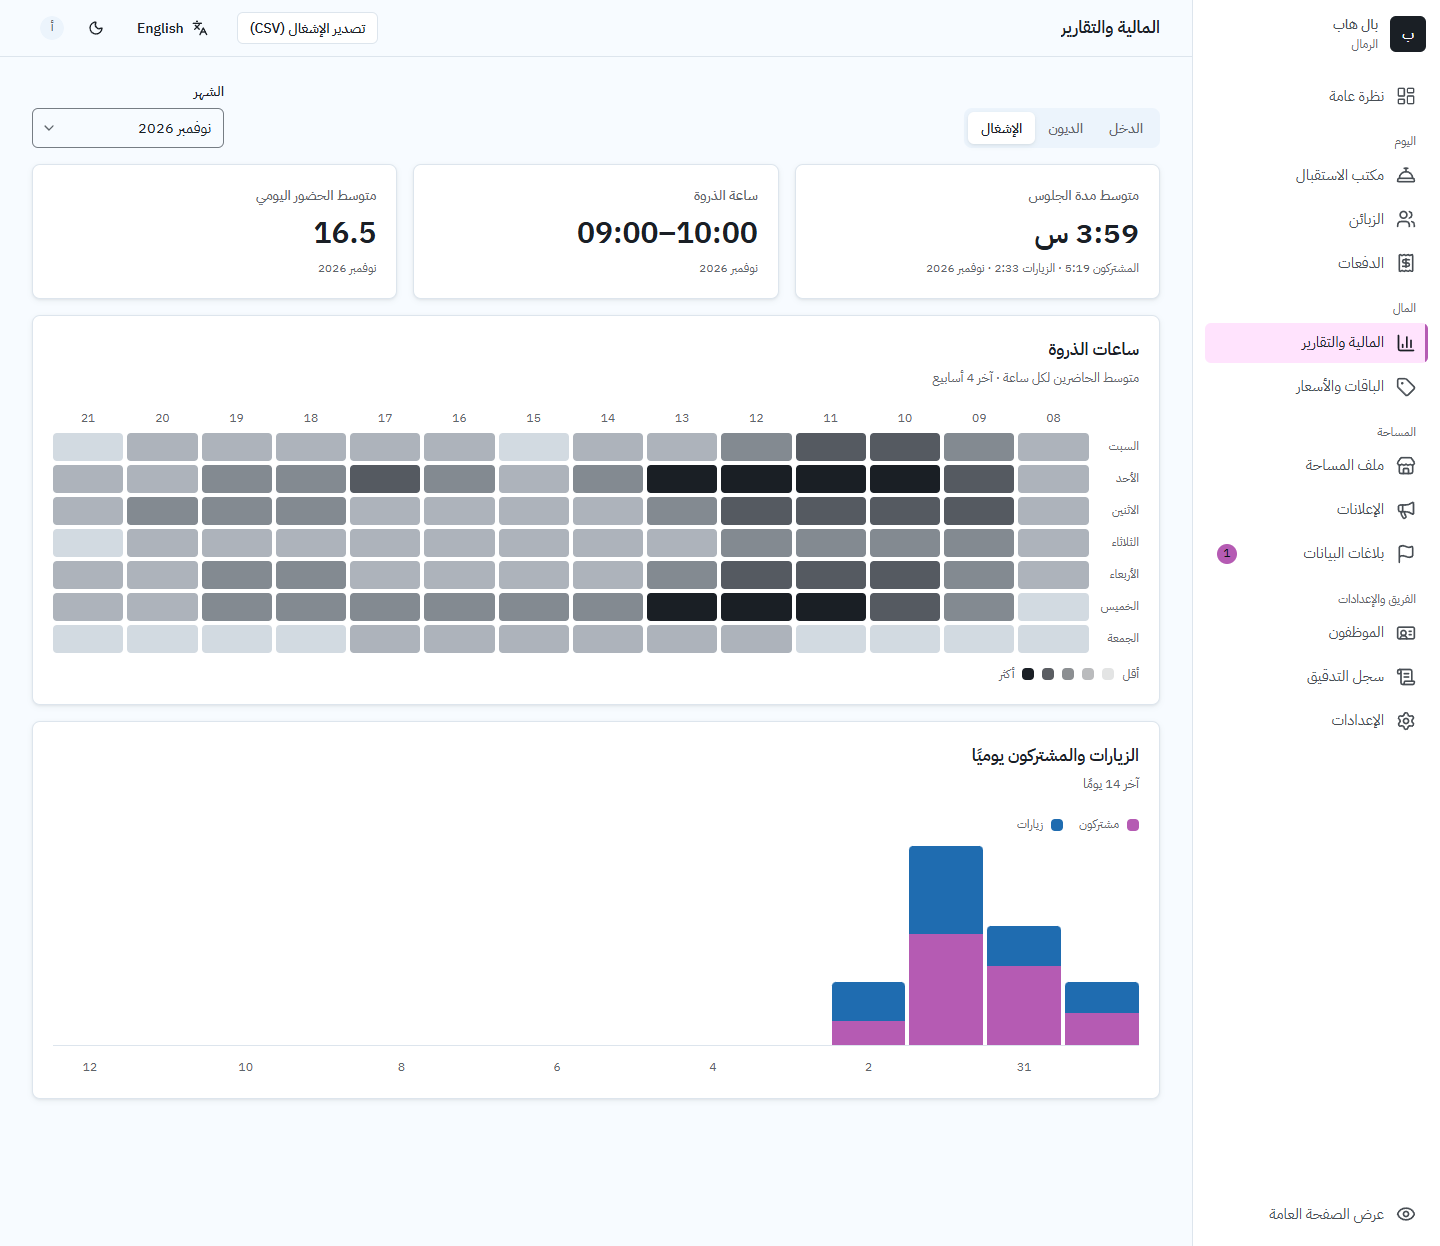 ب
بال هاب
الرمال
نظرة عامة
اليوم
مكتب الاستقبال
الزبائن
الدفعات
المال
المالية والتقارير
الباقات والأسعار
المساحة
ملف المساحة
الإعلانات
بلاغات البيانات
1
الفريق والإعدادات
الموظفون
سجل التدقيق
الإعدادات
عرض الصفحة العامة
المالية والتقارير
تصدير الإشغال (CSV)
English
أ
الشهر
نوفمبر 2026
الدخل
الديون
الإشغال
متوسط مدة الجلوس
3:59 س
المشتركون 5:19 · الزيارات 2:33 · نوفمبر 2026
ساعة الذروة
09:00–10:00
نوفمبر 2026
متوسط الحضور اليومي
16.5
نوفمبر 2026
ساعات الذروة
متوسط الحاضرين لكل ساعة · آخر 4 أسابيع
08 09 10 11 12 13 14 15 16 17 18 19 20 21
السبت
الأحد
الاثنين
الثلاثاء
الأربعاء
الخميس
الجمعة
أقل
أكثر
الزيارات والمشتركون يوميًا
آخر 14 يومًا
مشتركون
زيارات
31 2 4 6 8 10 12